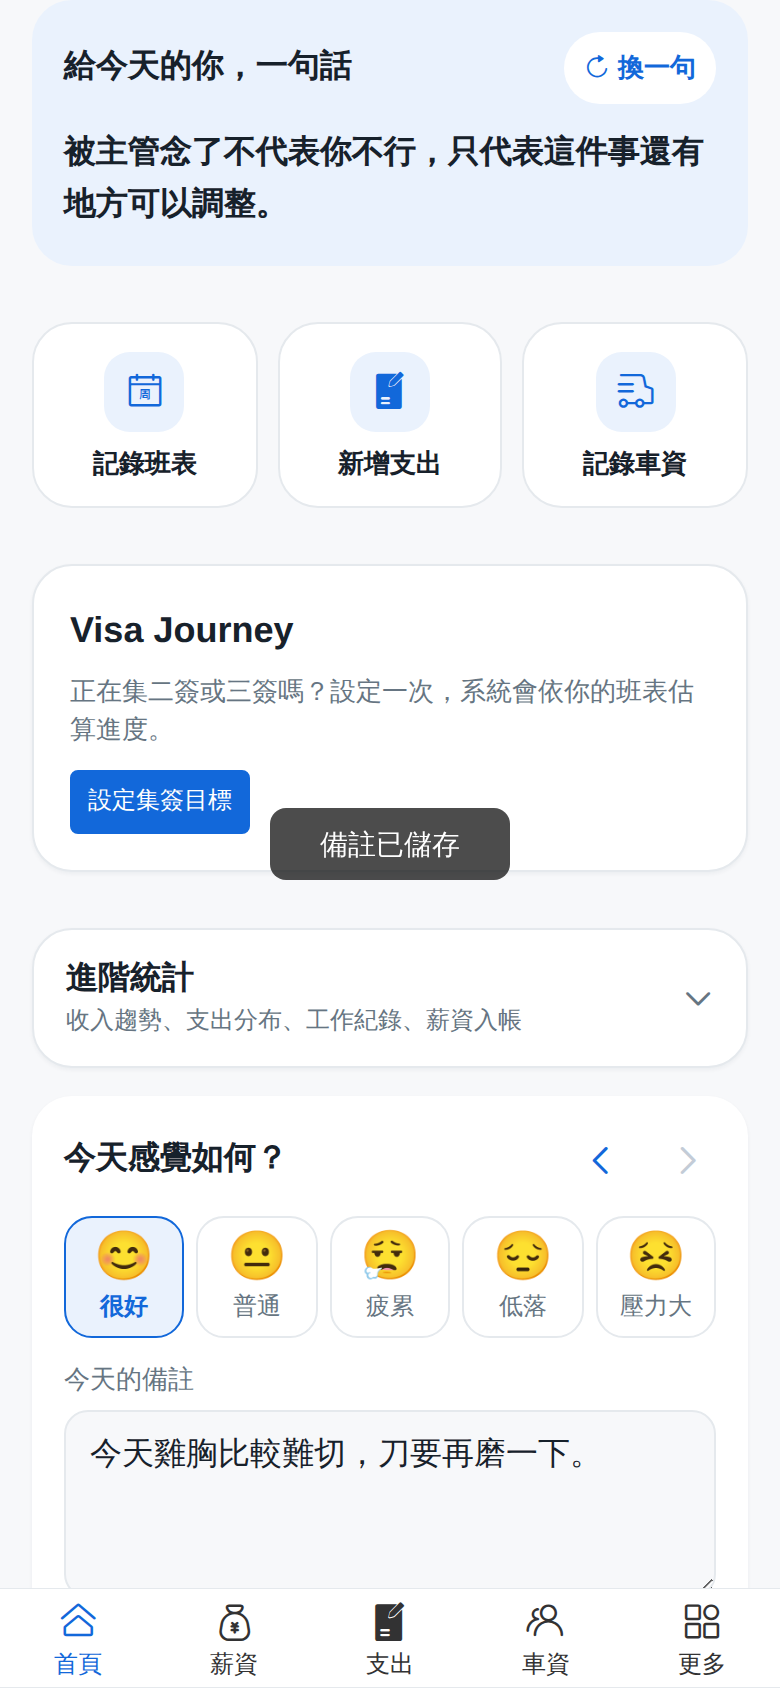 給今天的你，一句話
換一句
被主管念了不代表你不行，只代表這件事還有
地方可以調整。
周
記錄班表
新增支出
記錄車資
Visa Journey
正在集二簽或三簽嗎？設定一次，系統會依你的班表估
算進度。
設定集簽目標
備註已儲存
進階統計
收入趨勢、支出分布、工作紀錄、薪資入帳
今天感覺如何？
很好
普通
疲累
低落
壓力大
今天的備註
今天雞胸比較難切，刀要再磨一下。
¥
首頁
薪資
支出
車資
更多